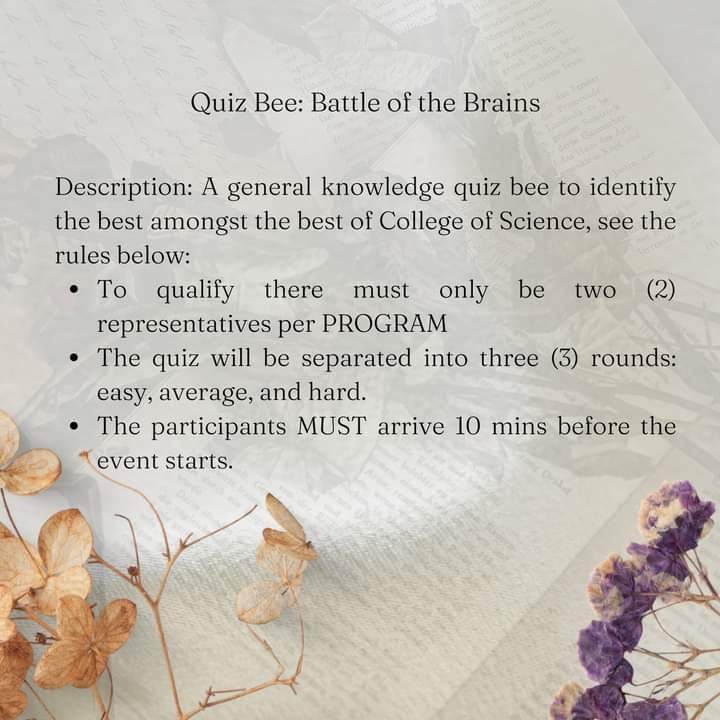 Quiz Bee: Battle of the Brains
Description: A general knowledge quiz bee to identify
the best amongst the best of College of Science, see the
rules below:
• To qualify there must only be two (2)
representatives per PROGRAM
• The quiz will be separated into three (3) rounds:
easy, average, and hard.
• The participants MUST arrive 10 mins before the
event starts.